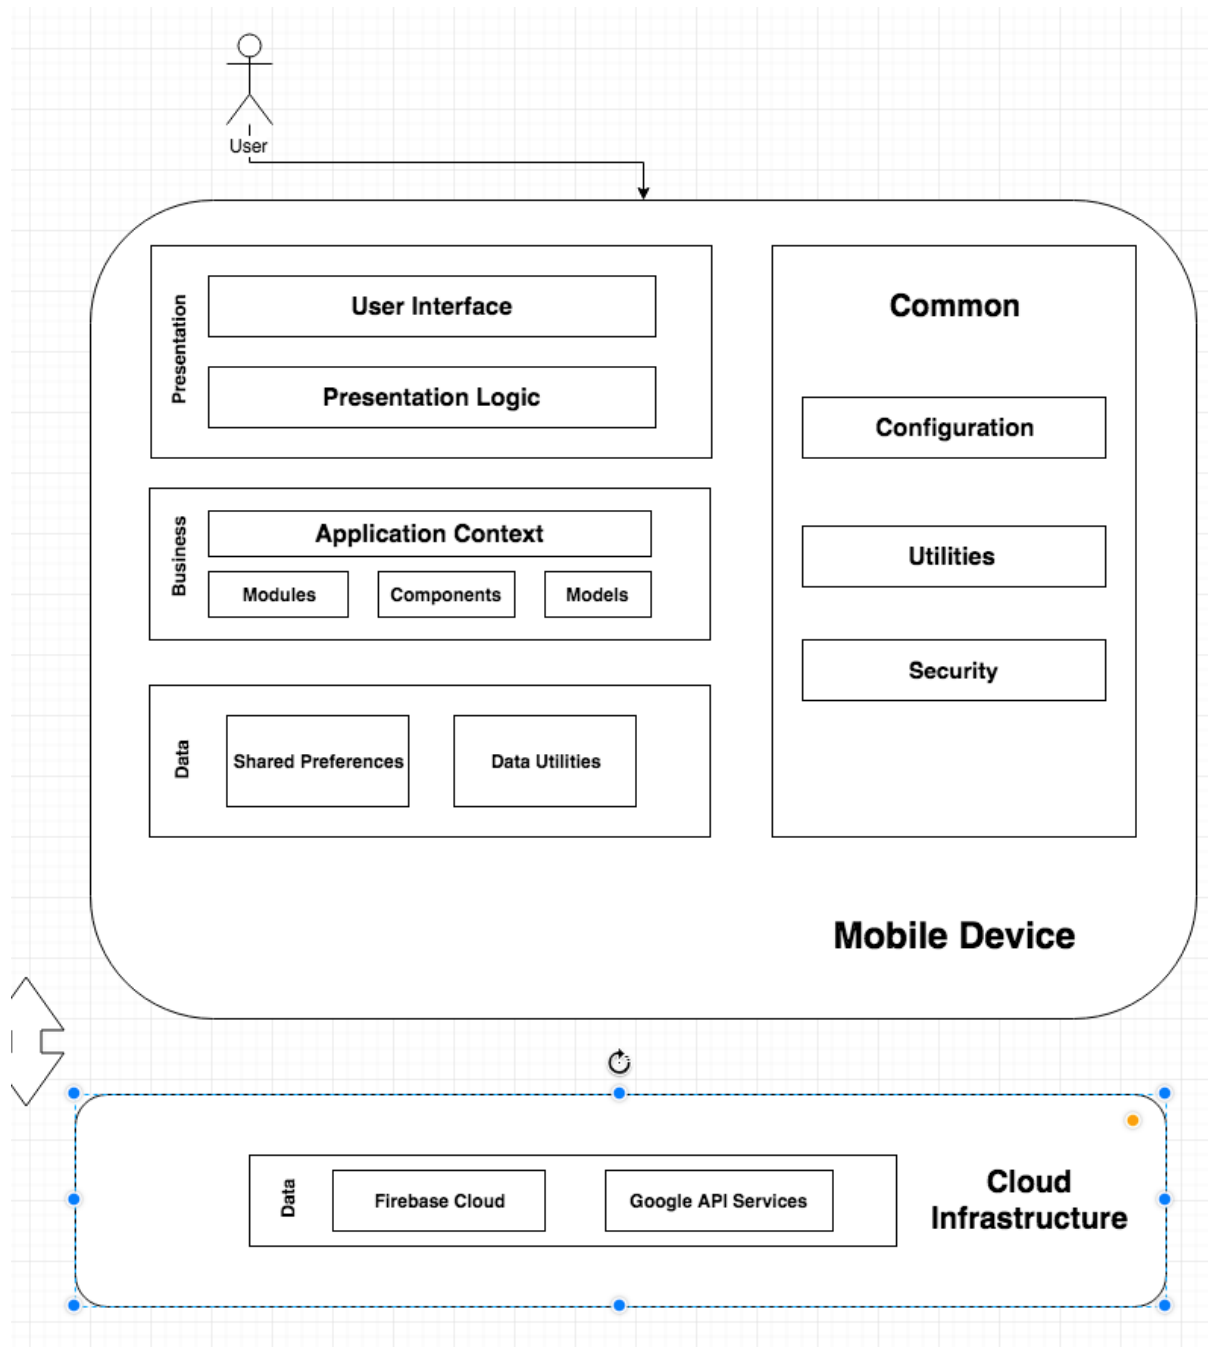 User
Presentation
User Interface
Presentation Logic
Common
Configuration
Utilities
Security
Business
Application Context
Modules
Components
Models
Data
Shared Preferences
Data Utilities
Mobile Device
Data
Firebase Cloud
Google API Services
Cloud
Infrastructure